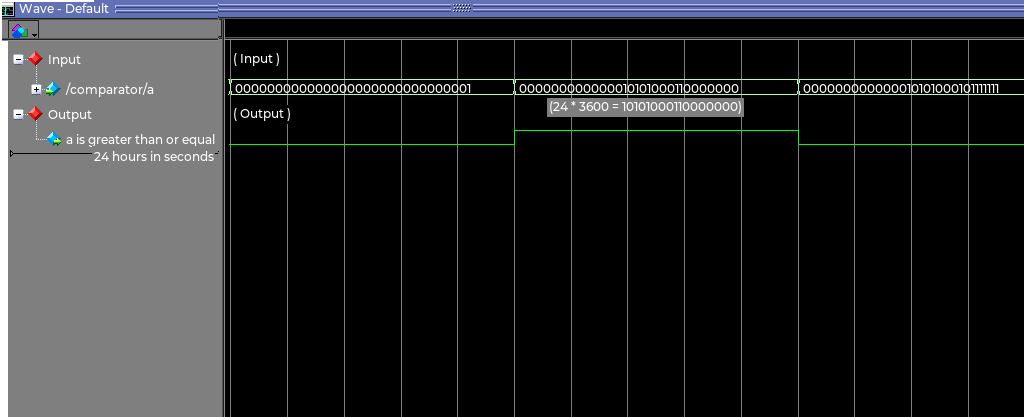 Wave - Default
Input
( Input )
/comparator/a
00000000000000000000000000000001
00000000000000010101000110000000
00000000000000010101000101111111
(24 * 3600 = 10101000110000000)
Output
( Output )
a is greater than or equal
24 hours in seconds